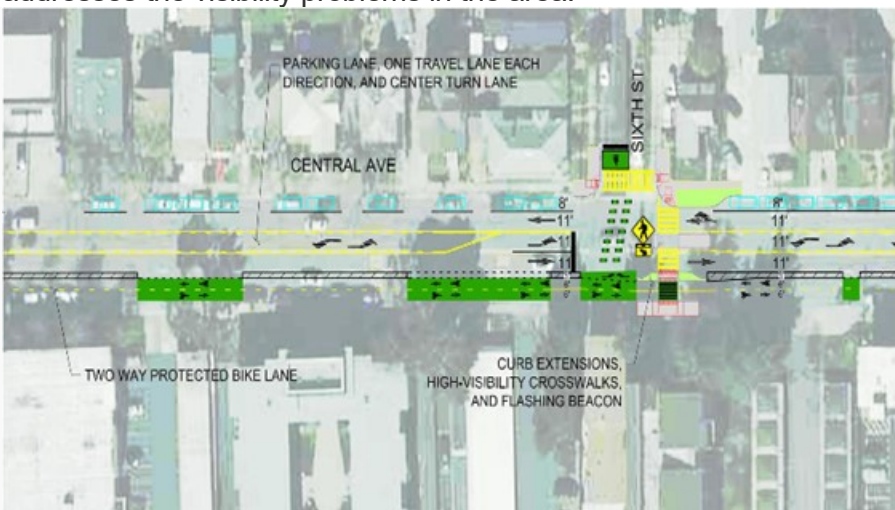 addresses the visibility problems in the area.
PARKING LANE, ONE TRAVEL LANE EACH
DIRECTION, AND CENTER TURN LANE
SIXTH ST
CENTRAL AVE
8'
11'
11'
11'
8'
11'
11'
11'
TWO WAY PROTECTED BIKE LANE
CURB EXTENSIONS,
HIGH-VISIBILITY CROSSWALKS,
AND FLASHING BEACON